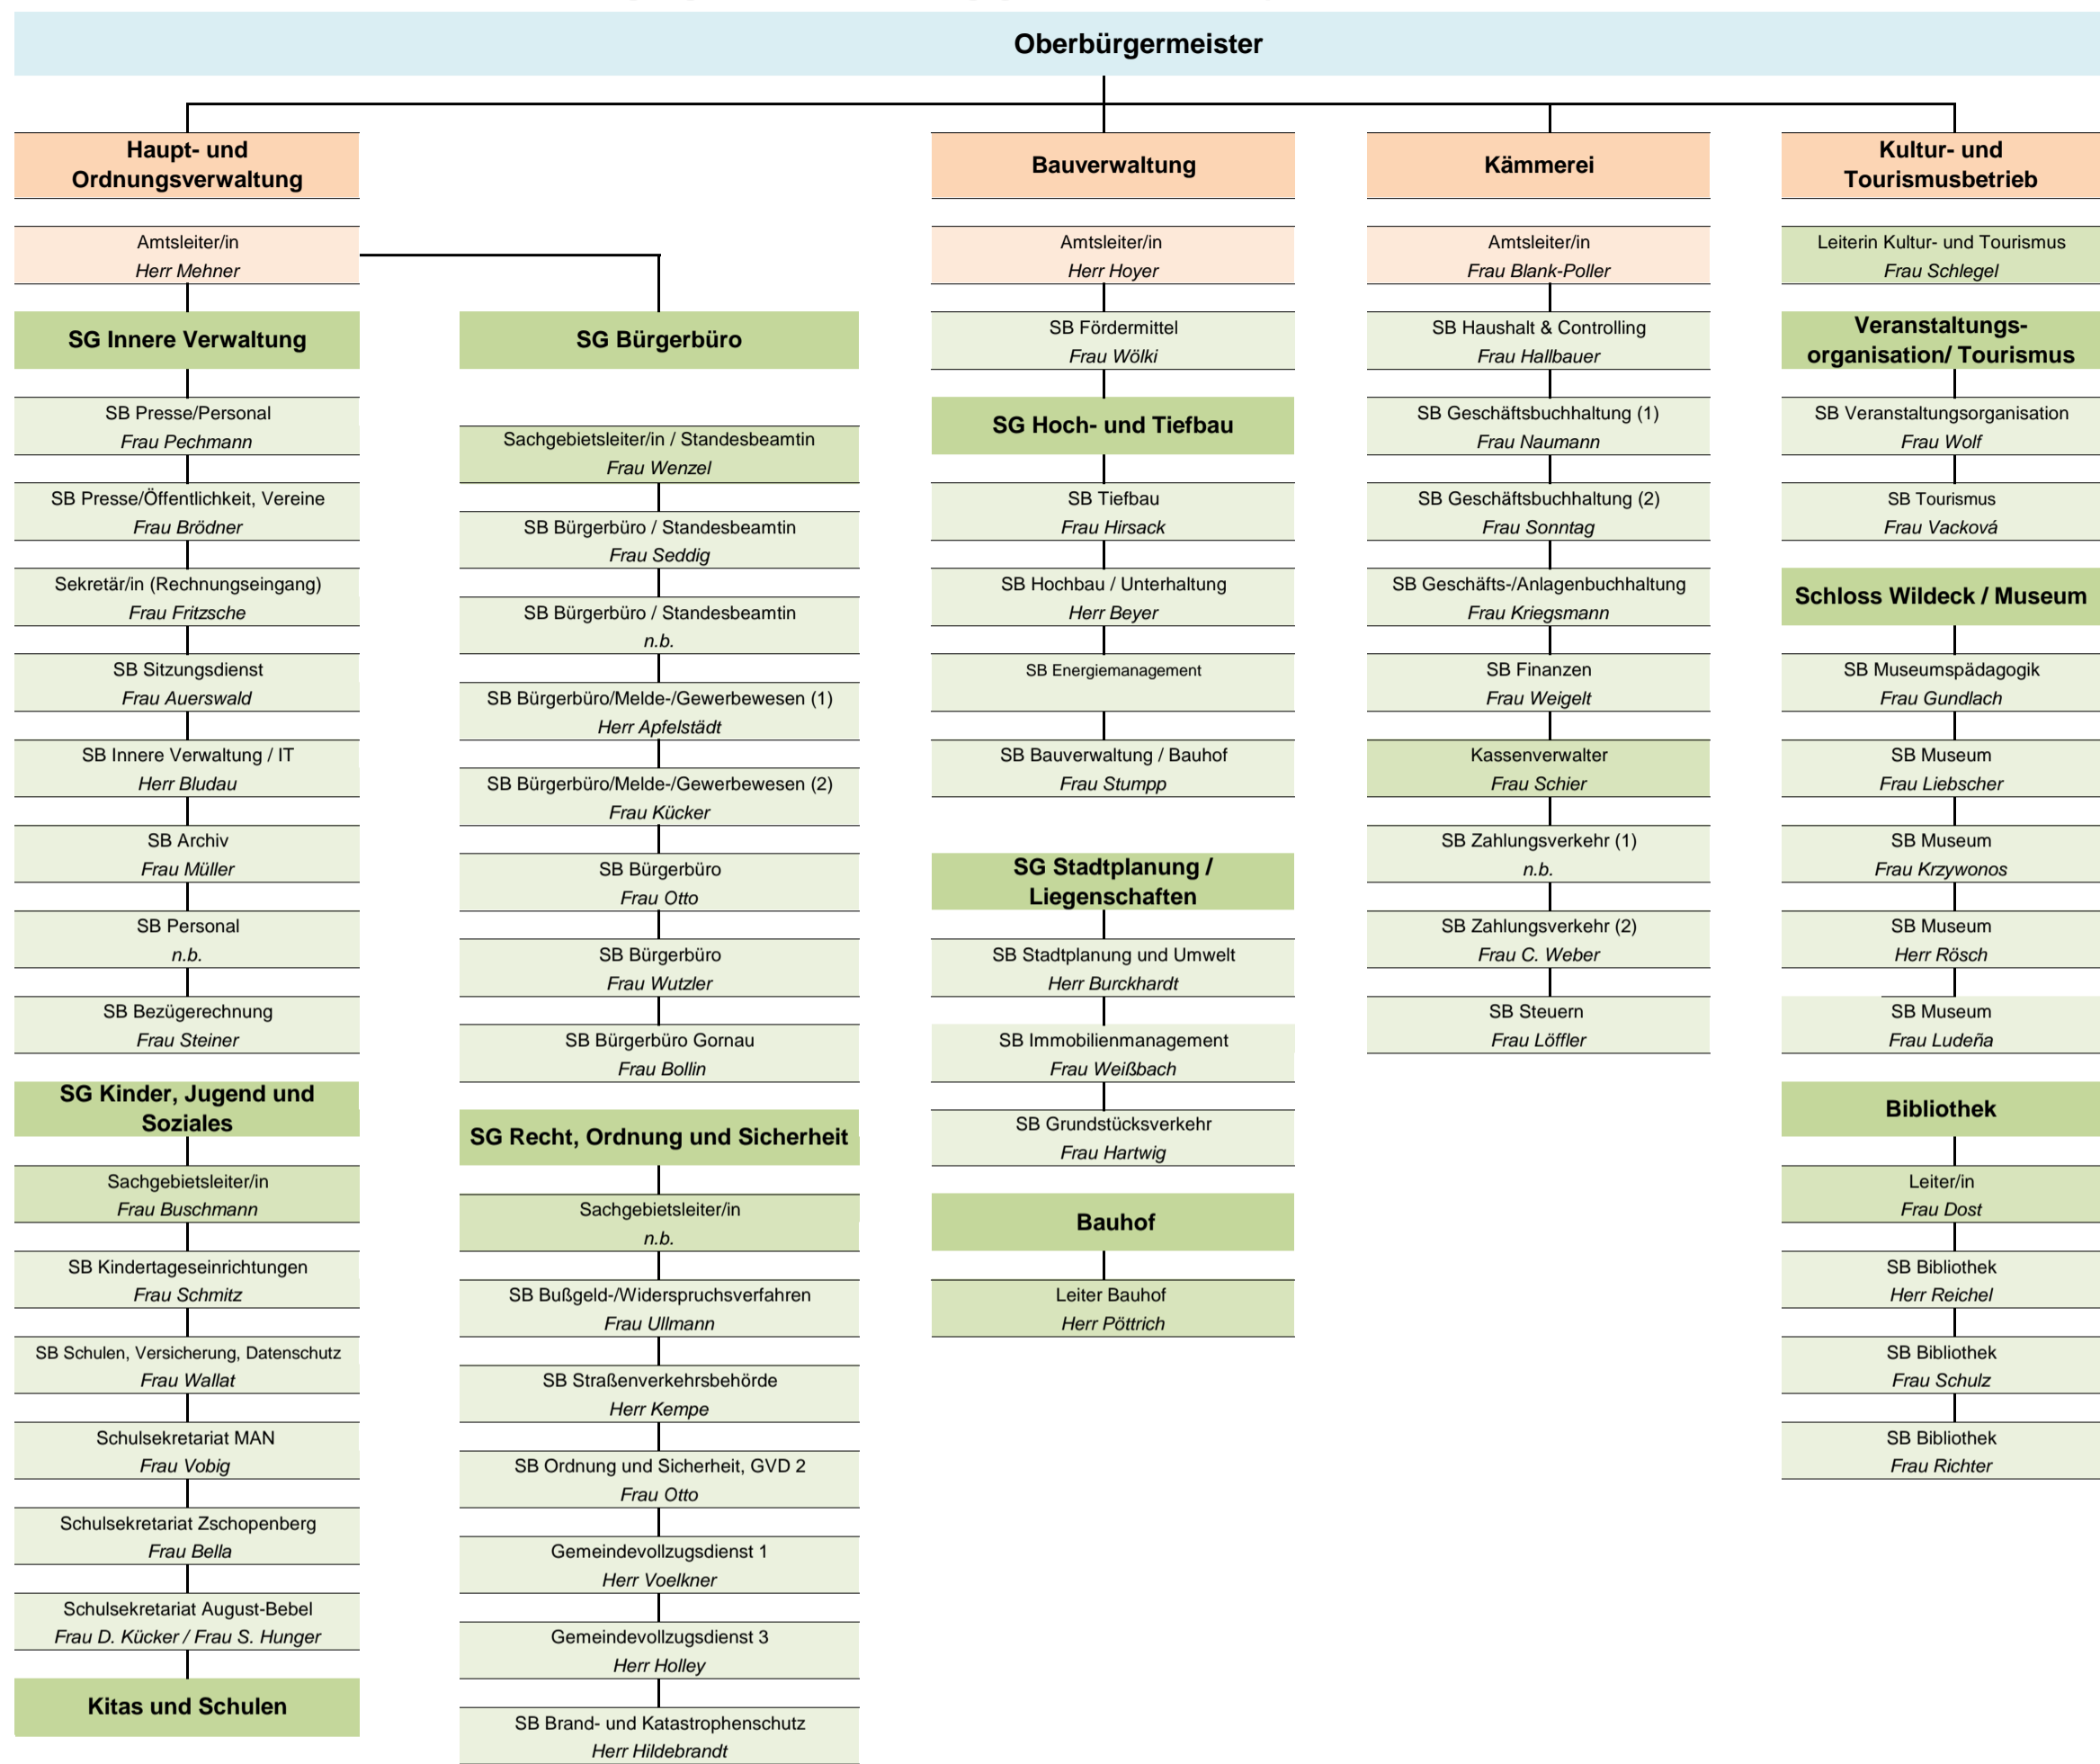 Oberbürgermeister
Haupt- und
Ordnungsverwaltung
Amtsleiter/in
Herr Mehner
SG Innere Verwaltung
SB Presse/Personal
Frau Pechmann
SB Presse/Öffentlichkeit, Vereine
Frau Brödner
Sekretär/in (Rechnungseingang)
Frau Fritzsche
SB Sitzungsdienst
Frau Auerswald
SB Innere Verwaltung / IT
Herr Bludau
SB Archiv
Frau Müller
SB Personal
n.b.
SB Bezügerechnung
Frau Steiner
SG Kinder, Jugend und
Soziales
Sachgebietsleiter/in
Frau Buschmann
SB Kindertageseinrichtungen
Frau Schmitz
SB Schulen, Versicherung, Datenschutz
Frau Wallat
Schulsekretariat MAN
Frau Vobig
Schulsekretariat Zschopenberg
Frau Bella
Schulsekretariat August-Bebel
Frau D. Kücker / Frau S. Hunger
Kitas und Schulen
SG Bürgerbüro
Sachgebietsleiter/in / Standesbeamtin
Frau Wenzel
SB Bürgerbüro / Standesbeamtin
Frau Seddig
SB Bürgerbüro / Standesbeamtin
n.b.
SB Bürgerbüro/Melde-/Gewerbewesen (1)
Herr Apfelstädt
SB Bürgerbüro/Melde-/Gewerbewesen (2)
Frau Kücker
SB Bürgerbüro
Frau Otto
SB Bürgerbüro
Frau Wutzler
SB Bürgerbüro Gornau
Frau Bollin
SG Recht, Ordnung und Sicherheit
Sachgebietsleiter/in
n.b.
SB Bußgeld-/Widerspruchsverfahren
Frau Ullmann
SB Straßenverkehrsbehörde
Herr Kempe
SB Ordnung und Sicherheit, GVD 2
Frau Otto
Gemeindevollzugsdienst 1
Herr Voelkner
Gemeindevollzugsdienst 3
Herr Holley
SB Brand- und Katastrophenschutz
Herr Hildebrandt
Bauverwaltung
Amtsleiter/in
Herr Hoyer
SB Fördermittel
Frau Wölki
SG Hoch- und Tiefbau
SB Tiefbau
Frau Hirsack
SB Hochbau / Unterhaltung
Herr Beyer
SB Energiemanagement
SB Bauverwaltung / Bauhof
Frau Stumpp
SG Stadtplanung /
Liegenschaften
SB Stadtplanung und Umwelt
Herr Burckhardt
SB Immobilienmanagement
Frau Weißbach
SB Grundstücksverkehr
Frau Hartwig
Bauhof
Leiter Bauhof
Herr Pöttrich
Kämmerei
Amtsleiter/in
Frau Blank-Poller
SB Haushalt & Controlling
Frau Hallbauer
SB Geschäftsbuchhaltung (1)
Frau Naumann
SB Geschäftsbuchhaltung (2)
Frau Sonntag
SB Geschäfts-/Anlagenbuchhaltung
Frau Kriegsmann
SB Finanzen
Frau Weigelt
Kassenverwalter
Frau Schier
SB Zahlungsverkehr (1)
n.b.
SB Zahlungsverkehr (2)
Frau C. Weber
SB Steuern
Frau Löffler
Kultur- und
Tourismusbetrieb
Leiterin Kultur- und Tourismus
Frau Schlegel
Veranstaltungs-
organisation/ Tourismus
SB Veranstaltungsorganisation
Frau Wolf
SB Tourismus
Frau Vacková
Schloss Wildeck / Museum
SB Museumspädagogik
Frau Gundlach
SB Museum
Frau Liebscher
SB Museum
Frau Krzywonos
SB Museum
Herr Rösch
SB Museum
Frau Ludeña
Bibliothek
Leiter/in
Frau Dost
SB Bibliothek
Herr Reichel
SB Bibliothek
Frau Schulz
SB Bibliothek
Frau Richter